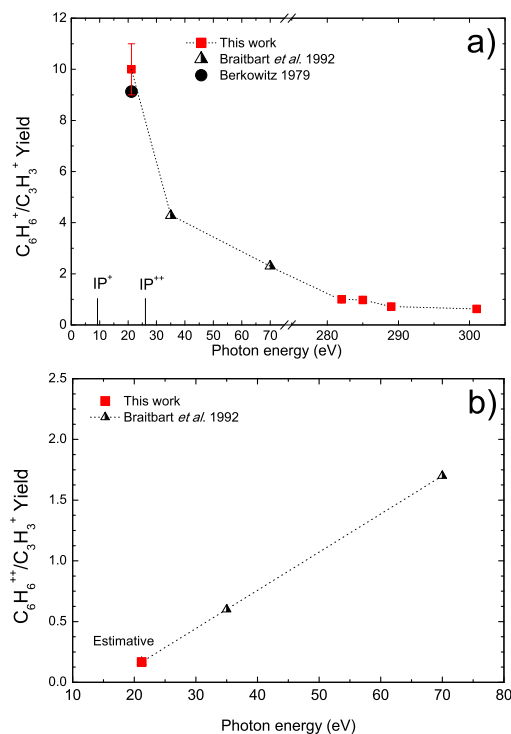 a)
This work
Braitbart et al. 1992
Berkowitz 1979
C6H6+/C3H3+ Yield
12
10
8
6
4
2
0
IP+
IP++
0 10 20 30 40 50 60 70 280 290 300
Photon energy (eV)
b)
This work
Braitbart et al. 1992
C6H6++/C3H3+ Yield
2.5
2.0
1.5
1.0
0.5
0.0
Estimative
10 20 30 40 50 60 70 80
Photon energy (eV)